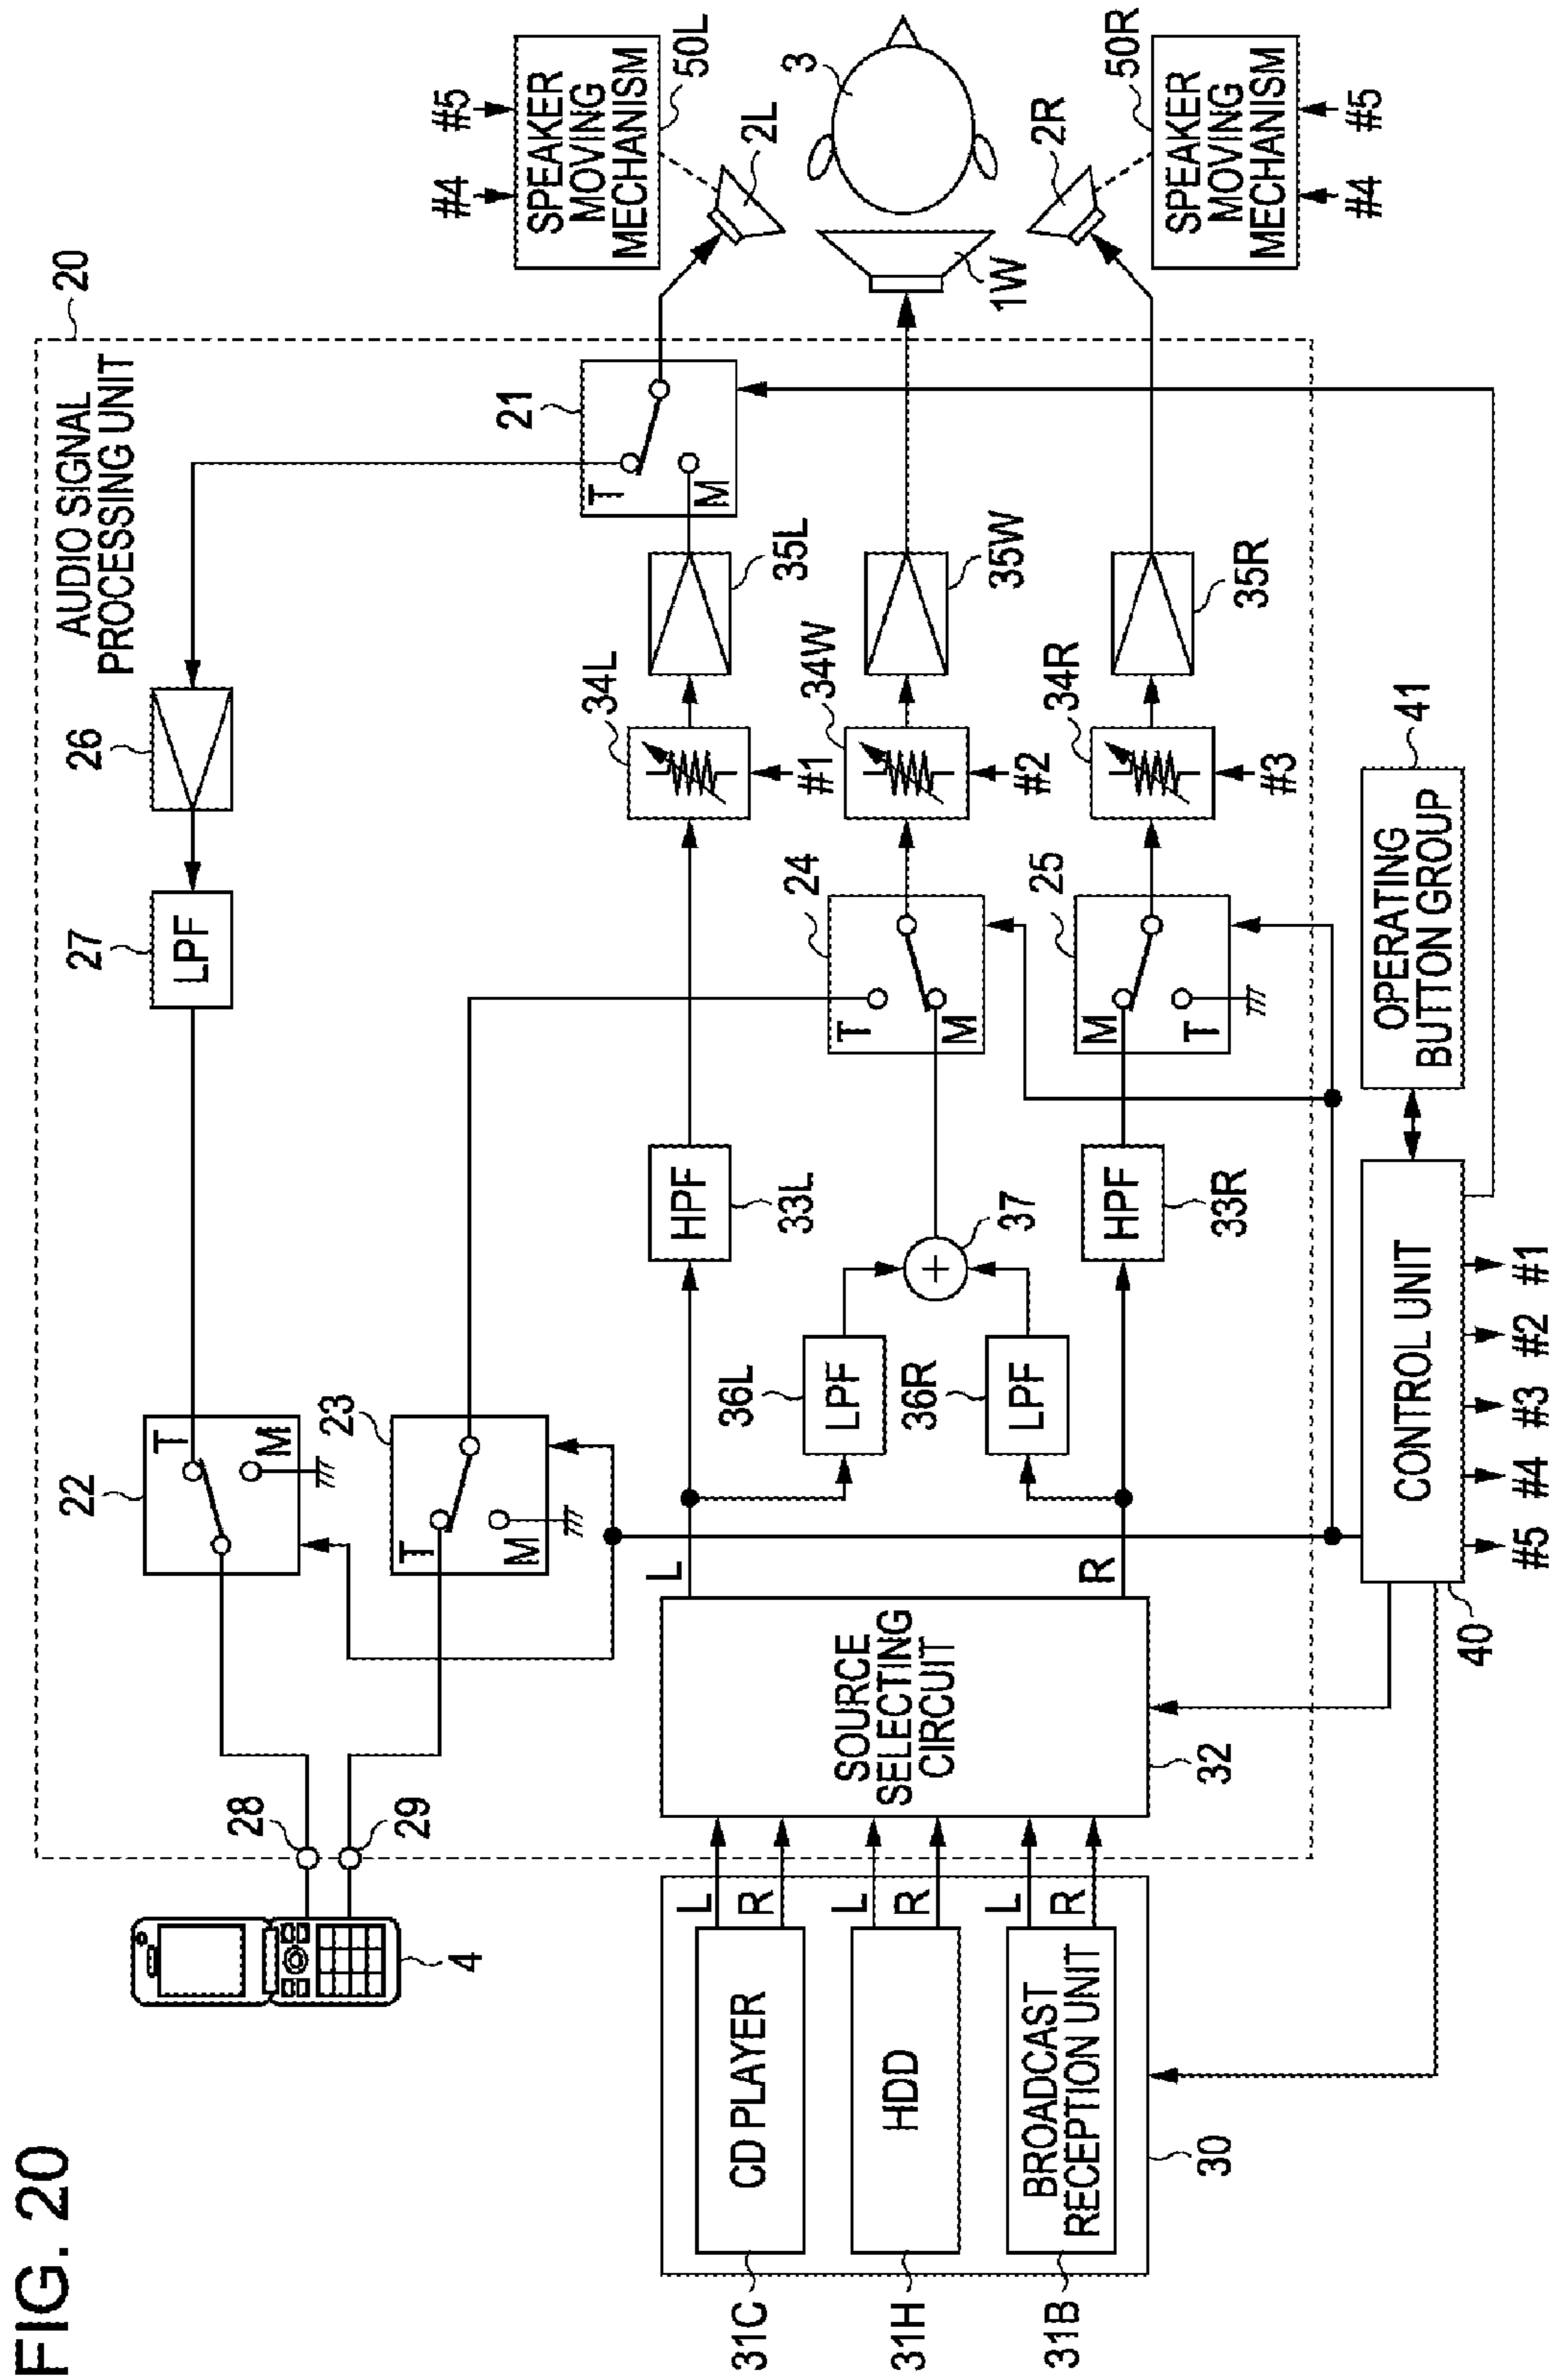 FIG. 20
AUDIO SIGNAL
PROCESSING UNIT
20
4
28
29
22
T
M
23
T
M
27
LPF
26
21
T
M
#4
#5
SPEAKER
MOVING
MECHANISM
50L
2L
3
1W
2R
50R
SPEAKER
MOVING
MECHANISM
#4
#5
31C
CD PLAYER
L
R
31H
HDD
L
R
31B
BROADCAST
RECEPTION UNIT
L
R
30
SOURCE
SELECTING
CIRCUIT
32
L
R
HPF
33L
36L
LPF
36R
LPF
37
HPF
33R
24
T
M
25
M
T
34L
#1
34W
#2
34R
#3
35L
35W
35R
CONTROL UNIT
40
#5
#4
#3
#2
#1
OPERATING
BUTTON GROUP
41